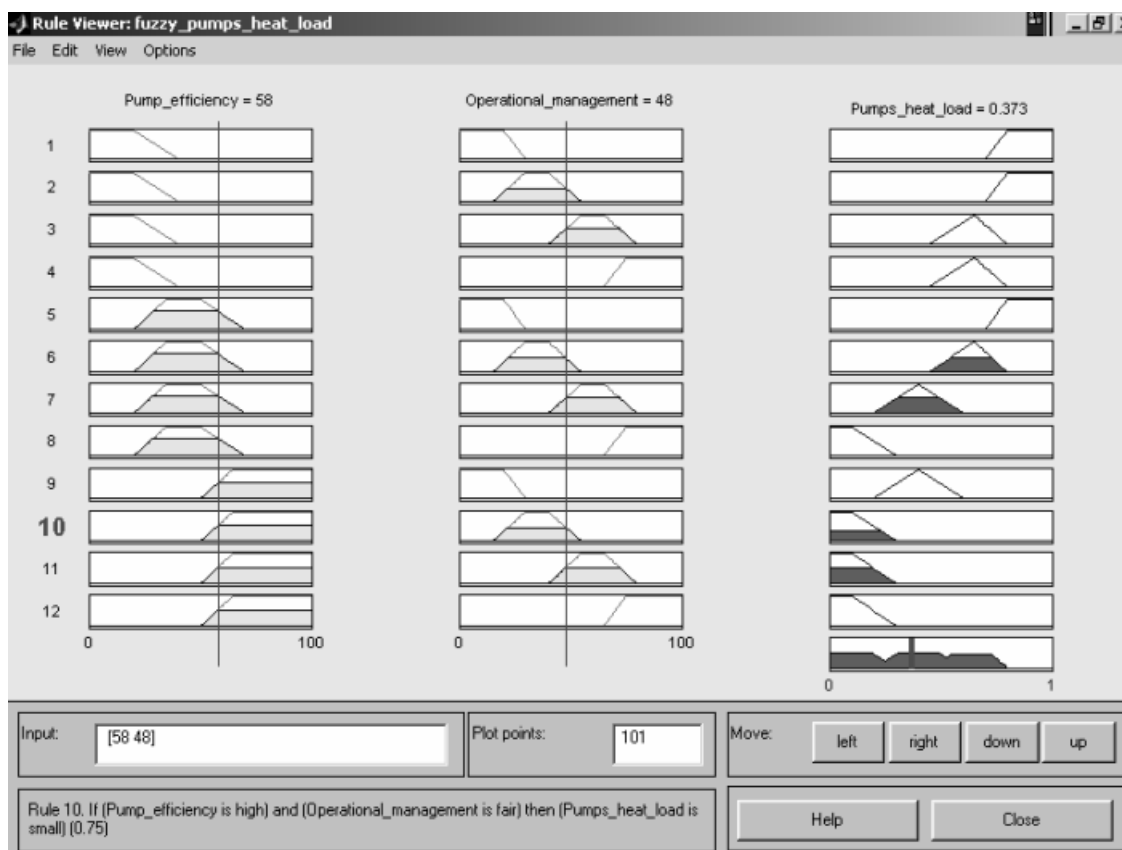 Rule Viewer: fuzzy_pumps_heat_load
File Edit View Options
Pump_efficiency = 58
Operational_management = 48
Pumps_heat_load = 0.373
1
2
3
4
5
6
7
8
9
10
11
12
0 100
0 100
0 1
Input: [58 48]
Plot points: 101
Move: left right down up
Rule 10. If (Pump_efficiency is high) and (Operational_management is fair) then (Pumps_heat_load is
small) (0.75)
Help Close